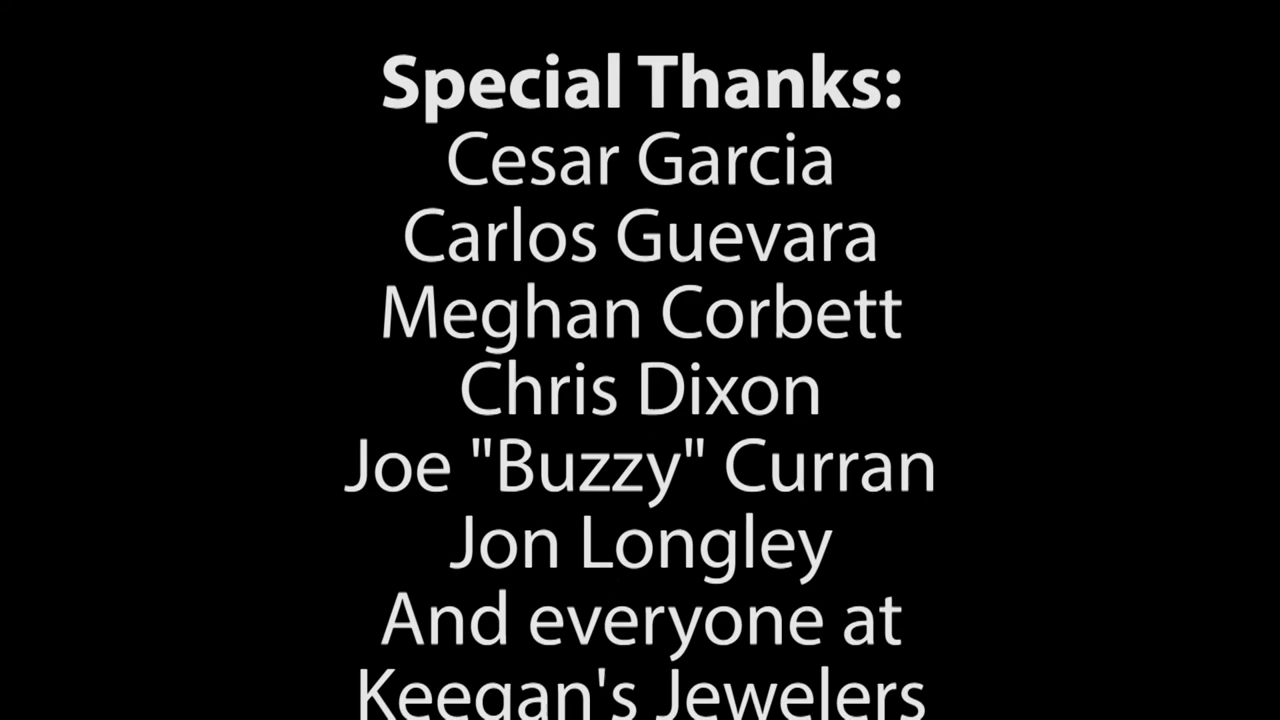 Special Thanks:
Cesar Garcia
Carlos Guevara
Meghan Corbett
Chris Dixon
Joe "Buzzy" Curran
Jon Longley
And everyone at
Keegan's Jewelers